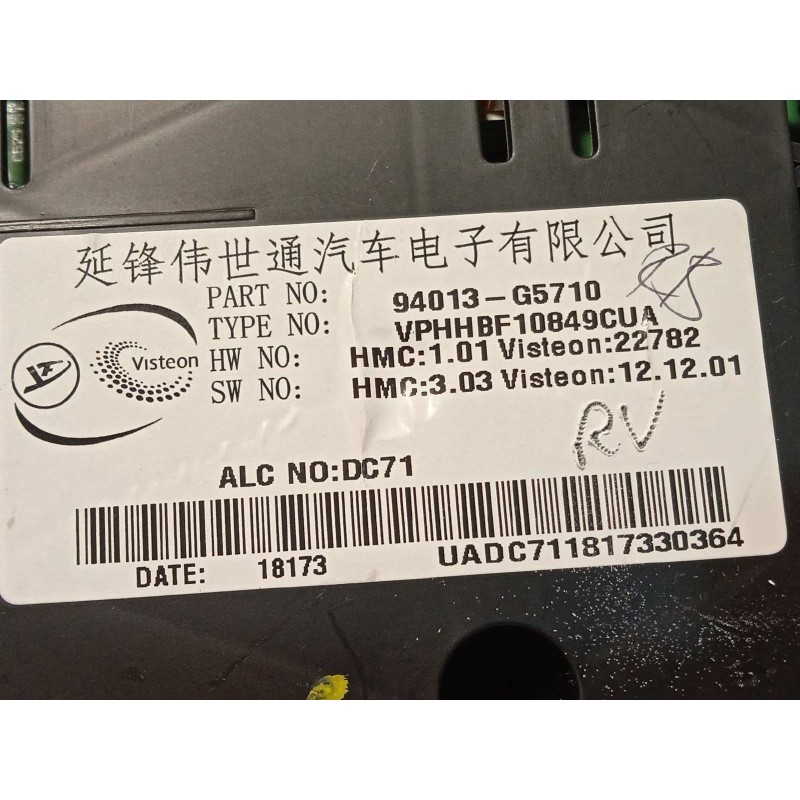 延锋伟世通汽车电子有限公司
PART NO: 94013-G5710
TYPE NO: VPHHBF10849CUA
HW NO: HMC:1.01 Visteon:22782
SW NO: HMC:3.03 Visteon:12.12.01
Visteon
RV
ALC NO:DC71
DATE: 18173
UADC711817330364